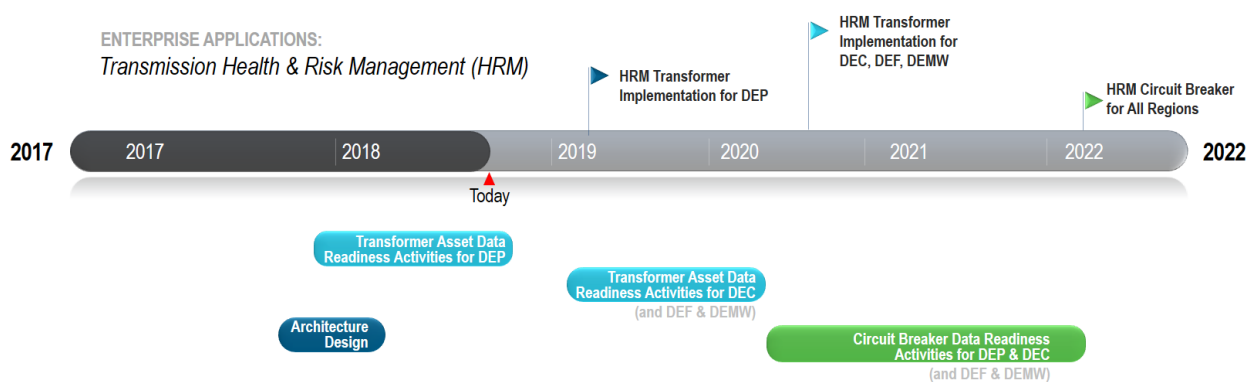 ENTERPRISE APPLICATIONS:
Transmission Health & Risk Management (HRM)
HRM Transformer
Implementation for DEP
HRM Transformer
Implementation for
DEC, DEF, DEMW
HRM Circuit Breaker
for All Regions
2017 2017 2018 2019 2020 2021 2022 2022
Today
Transformer Asset Data
Readiness Activities for DEP
Transformer Asset Data
Readiness Activities for DEC
(and DEF & DEMW)
Architecture
Design
Circuit Breaker Data Readiness
Activities for DEP & DEC
(and DEF & DEMW)